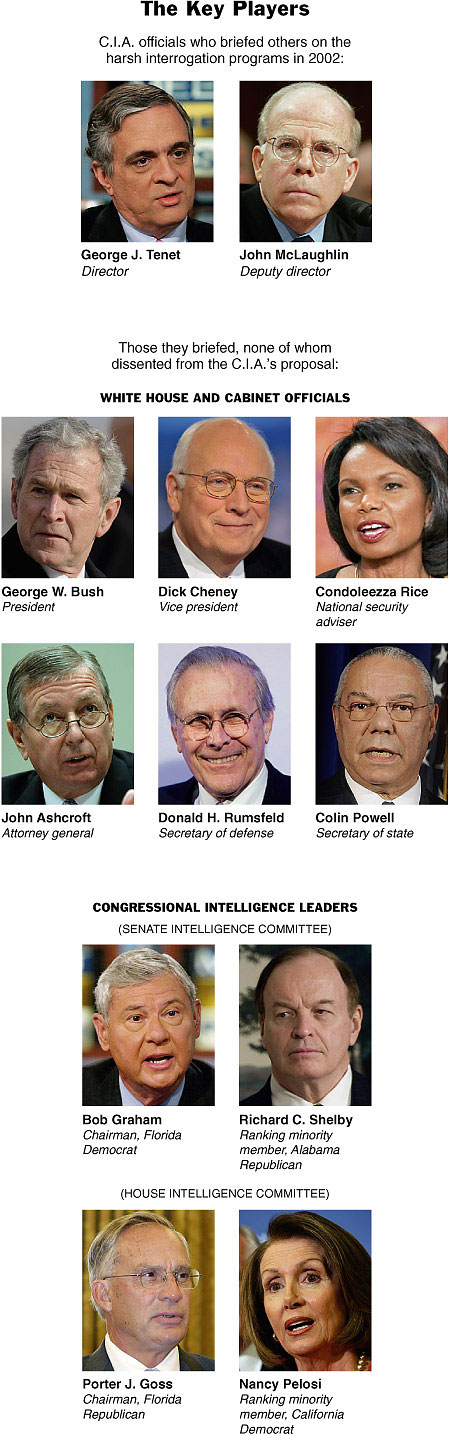 The Key Players
C.I.A. officials who briefed others on the
harsh interrogation programs in 2002:
George J. Tenet
Director
John McLaughlin
Deputy director
Those they briefed, none of whom
dissented from the C.I.A.'s proposal:
WHITE HOUSE AND CABINET OFFICIALS
George W. Bush
President
Dick Cheney
Vice president
Condoleezza Rice
National security
adviser
John Ashcroft
Attorney general
Donald H. Rumsfeld
Secretary of defense
Colin Powell
Secretary of state
CONGRESSIONAL INTELLIGENCE LEADERS
(SENATE INTELLIGENCE COMMITTEE)
Bob Graham
Chairman, Florida
Democrat
Richard C. Shelby
Ranking minority
member, Alabama
Republican
(HOUSE INTELLIGENCE COMMITTEE)
Porter J. Goss
Chairman, Florida
Republican
Nancy Pelosi
Ranking minority
member, California
Democrat